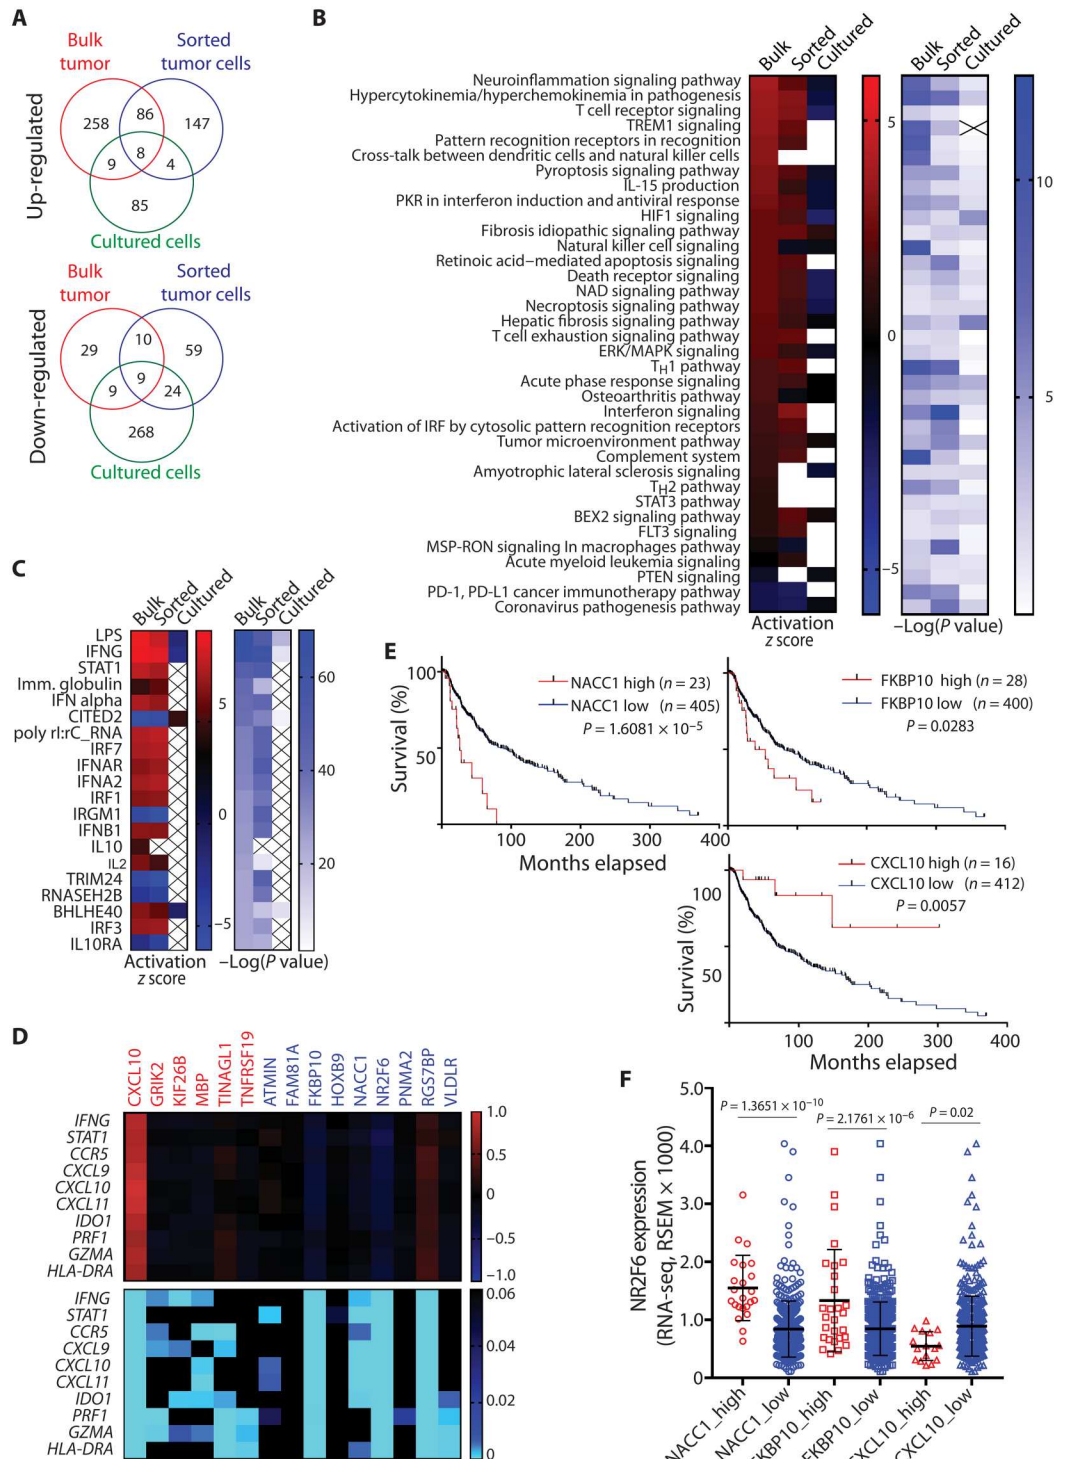 A
Bulk tumor
Sorted tumor cells
Up-regulated
258
86
147
9
8
4
85
Cultured cells
Bulk tumor
Sorted tumor cells
Down-regulated
29
10
59
9
9
24
268
Cultured cells
B
Bulk
Sorted
Cultured
Bulk
Sorted
Cultured
Neuroinflammation signaling pathway
Hypercytokinemia/hyperchemokinemia in pathogenesis
T cell receptor signaling
TREM1 signaling
Pattern recognition receptors in recognition
Cross-talk between dendritic cells and natural killer cells
Pyroptosis signaling pathway
IL-15 production
PKR in interferon induction and antiviral response
HIF1 signaling
Fibrosis idiopathic signaling pathway
Natural killer cell signaling
Retinoic acid–mediated apoptosis signaling
Death receptor signaling
NAD signaling pathway
Necroptosis signaling pathway
Hepatic fibrosis signaling pathway
T cell exhaustion signaling pathway
ERK/MAPK signaling
TH1 pathway
Acute phase response signaling
Osteoarthritis pathway
Interferon signaling
Activation of IRF by cytosolic pattern recognition receptors
Tumor microenvironment pathway
Complement system
Amyotrophic lateral sclerosis signaling
TH2 pathway
STAT3 pathway
BEX2 signaling pathway
FLT3 signaling
MSP-RON signaling In macrophages pathway
Acute myeloid leukemia signaling
PTEN signaling
PD-1, PD-L1 cancer immunotherapy pathway
Coronavirus pathogenesis pathway
5
0
−5
10
5
Activation z score
−Log(P value)
C
Bulk
Sorted
Cultured
Bulk
Sorted
Cultured
LPS
IFNG
STAT1
Imm. globulin
IFN alpha
CITED2
poly rI:rC_RNA
IRF7
IFNAR
IFNA2
IRF1
IRGM1
IFNB1
IL10
IL2
TRIM24
RNASEH2B
BHLHE40
IRF3
IL10RA
5
0
−5
60
40
20
Activation z score
−Log(P value)
E
100
50
Survival (%)
NACC1 high (n = 23)
NACC1 low (n = 405)
P = 1.6081 × 10−5
100
200
300
400
Months elapsed
FKBP10 high (n = 28)
FKBP10 low (n = 400)
P = 0.0283
100
50
Survival (%)
CXCL10 high (n = 16)
CXCL10 low (n = 412)
P = 0.0057
100
200
300
400
Months elapsed
D
CXCL10
GRIK2
KIF26B
MBP
TINAGL1
TNFRSF19
ATMIN
FAM81A
FKBP10
HOXB9
NACC1
NR2F6
PNMA2
RGS7BP
VLDLR
IFNG
STAT1
CCR5
CXCL9
CXCL10
CXCL11
IDO1
PRF1
GZMA
HLA-DRA
1.0
0.5
0
−0.5
−1.0
IFNG
STAT1
CCR5
CXCL9
CXCL10
CXCL11
IDO1
PRF1
GZMA
HLA-DRA
0.06
0.04
0.02
0
F
NR2F6 expression
(RNA-seq, RSEM × 1000)
5.0
4.0
3.0
2.0
1.0
0
P = 1.3651 × 10−10
P = 2.1761 × 10−6
P = 0.02
NACC1_high
NACC1_low
FKBP10_high
FKBP10_low
CXCL10_high
CXCL10_low